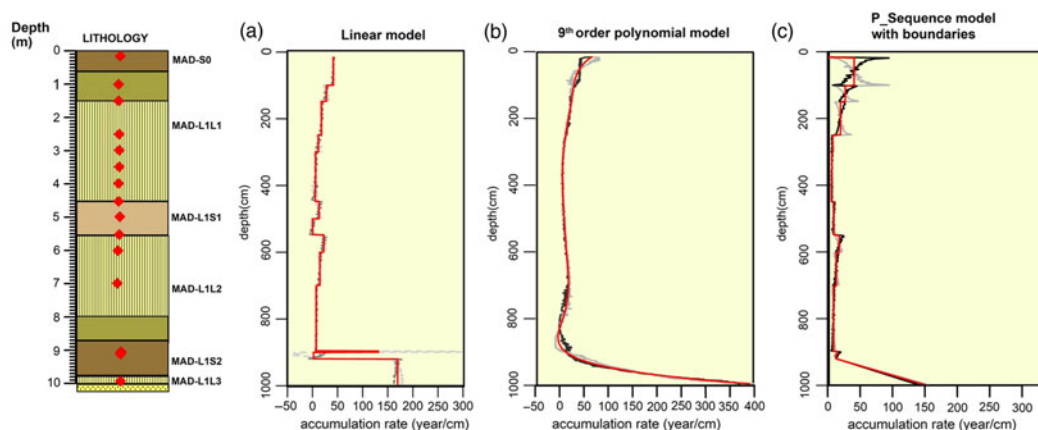 Depth
(m)
LITHOLOGY
0
1
2
3
4
5
6
7
8
9
10
MAD-S0
MAD-L1L1
MAD-L1S1
MAD-L1L2
MAD-L1S2
MAD-L1L3
(a)
Linear model
0
200
400
600
800
1000
depth(cm)
−50 0 50 100 150 200 250 300
accumulation rate (year/cm)
(b)
9th order polynomial model
0
200
400
600
800
1000
depth(cm)
−50 0 50 100 150 200 250 300 350 400
accumulation rate (year/cm)
(c)
P_Sequence model
with boundaries
0
200
400
600
800
1000
depth(cm)
0 50 100 150 200 300
accumulation rate (year/cm)